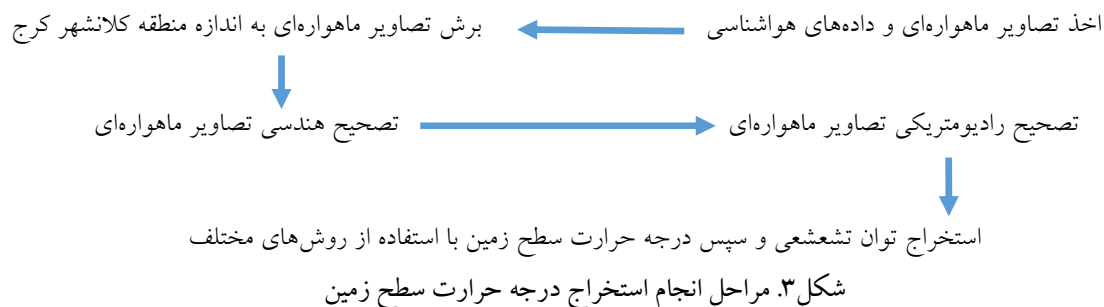 اخذ تصاویر ماهواره‌ای و داده‌های هواشناسی
برش تصاویر ماهواره‌ای به اندازه منطقه کلانشهر کرج
تصحیح هندسی تصاویر ماهواره‌ای
تصحیح رادیومتریکی تصاویر ماهواره‌ای
استخراج توان تشعشعی و سپس درجه حرارت سطح زمین با استفاده از روش‌های مختلف
شکل۳. مراحل انجام استخراج درجه حرارت سطح زمین